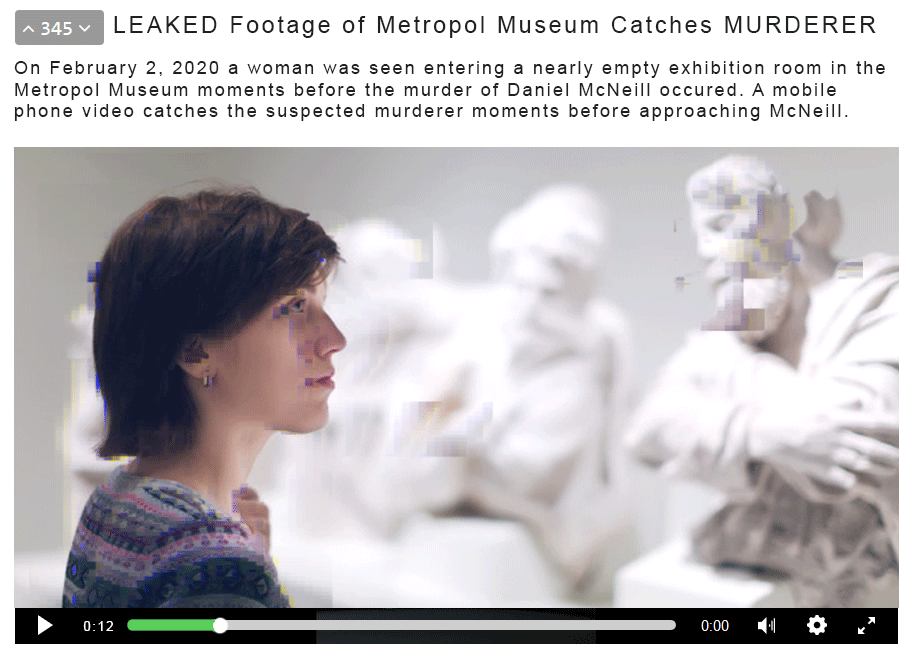 345 LEAKED Footage of Metropol Museum Catches MURDERER
On February 2, 2020 a woman was seen entering a nearly empty exhibition room in the
Metropol Museum moments before the murder of Daniel McNeill occured. A mobile
phone video catches the suspected murderer moments before approaching McNeill.
0:12 0:00